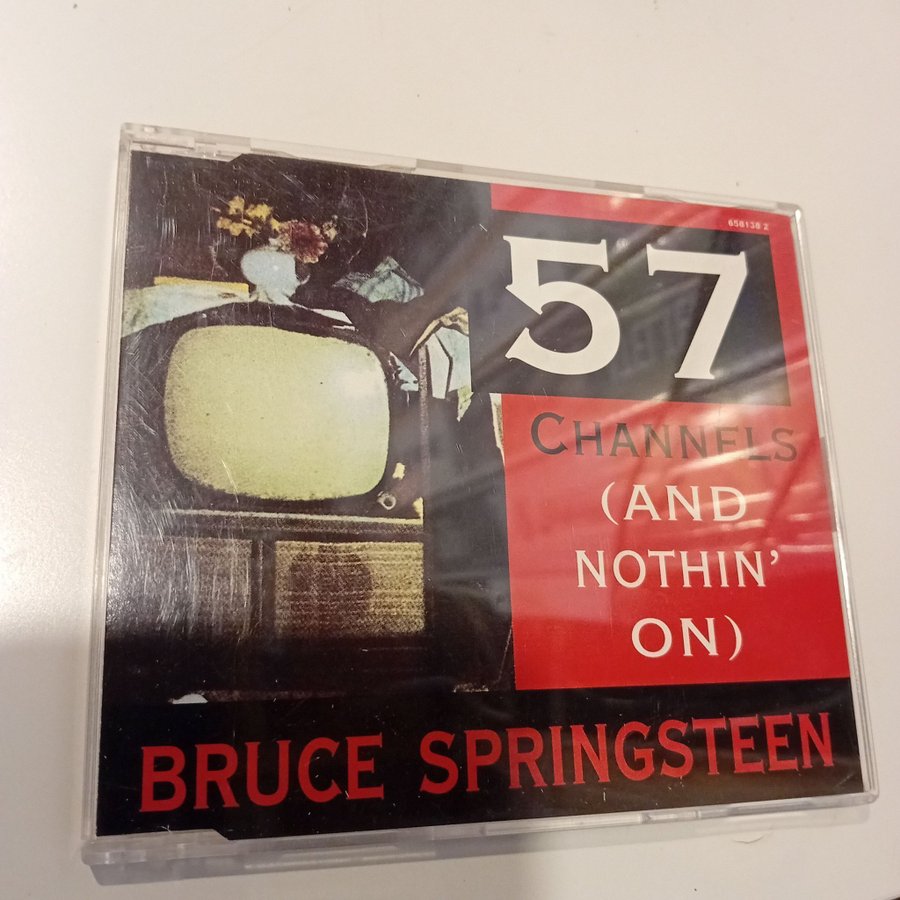 658138 2
57
CHANNELS
(AND
NOTHIN'
ON)
BRUCE SPRINGSTEEN